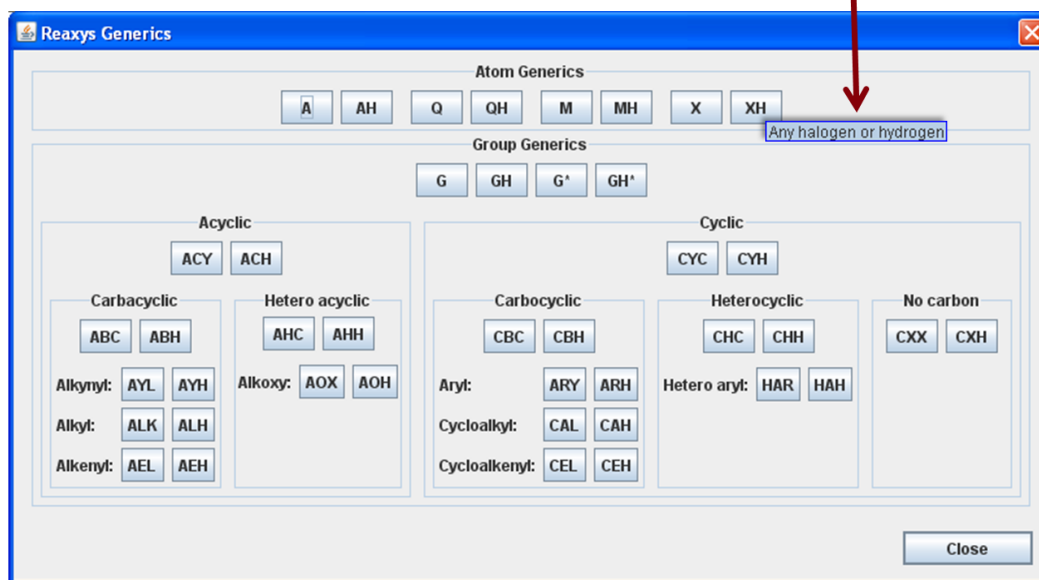 Reaxys Generics
Atom Generics
A AH Q QH M MH X XH
Any halogen or hydrogen
Group Generics
G GH G* GH*
Acyclic
ACY ACH
Carbacyclic
ABC ABH
Alkynyl: AYL AYH
Alkyl: ALK ALH
Alkenyl: AEL AEH
Hetero acyclic
AHC AHH
Alkoxy: AOX AOH
Cyclic
CYC CYH
Carbocyclic
CBC CBH
Aryl: ARY ARH
Cycloalkyl: CAL CAH
Cycloalkenyl: CEL CEH
Heterocyclic
CHC CHH
Hetero aryl: HAR HAH
No carbon
CXX CXH
Close